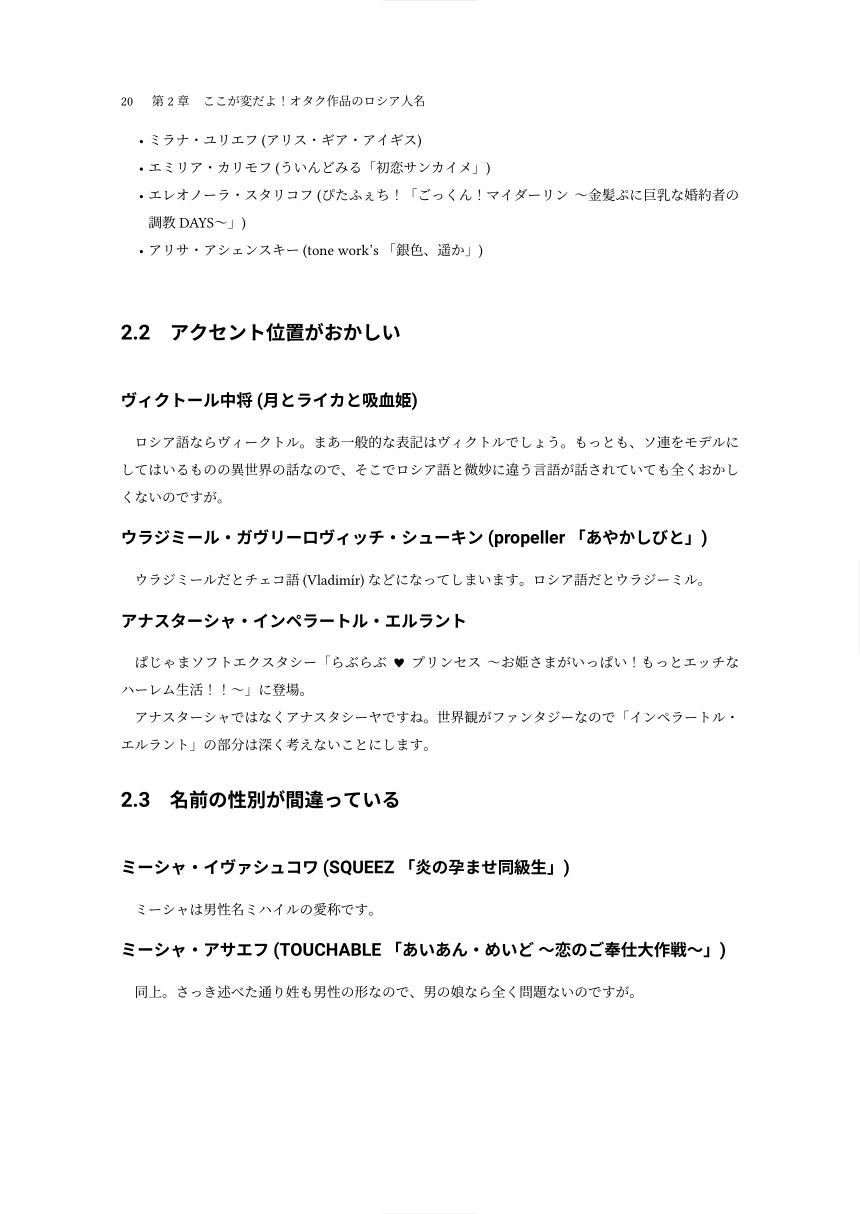 20　第 2 章　ここが変だよ！オタク作品のロシア人名
• ミラナ・ユリエフ (アリス・ギア・アイギス)
• エミリア・カリモフ (ういんどみる「初恋サンカイメ」)
• エレオノーラ・スタリコフ (ぴたふぇち！「ごっくん！マイダーリン ～金髪ぷに巨乳な婚約者の
調教 DAYS～」)
• アリサ・アシェンスキー (tone work's 「銀色、遥か」)
2.2　アクセント位置がおかしい
ヴィクトール中将 (月とライカと吸血姫)
ロシア語ならヴィークトル。まあ一般的な表記はヴィクトルでしょう。もっとも、ソ連をモデルに
してはいるものの異世界の話なので、そこでロシア語と微妙に違う言語が話されていても全くおかし
くないのですが。
ウラジミール・ガヴリーロヴィッチ・シューキン (propeller 「あやかしびと」)
ウラジミールだとチェコ語 (Vladimír) などになってしまいます。ロシア語だとウラジーミル。
アナスターシャ・インペラートル・エルラント
ぱじゃまソフトエクスタシー「らぶらぶ ♥ プリンセス ～お姫さまがいっぱい！もっとエッチな
ハーレム生活！！～」に登場。
アナスターシャではなくアナスタシーヤですね。世界観がファンタジーなので「インペラートル・
エルラント」の部分は深く考えないことにします。
2.3　名前の性別が間違っている
ミーシャ・イヴァシュコワ (SQUEEZ 「炎の孕ませ同級生」)
ミーシャは男性名ミハイルの愛称です。
ミーシャ・アサエフ (TOUCHABLE 「あいあん・めいど ～恋のご奉仕大作戦～」)
同上。さっき述べた通り姓も男性の形なので、男の娘なら全く問題ないのですが。